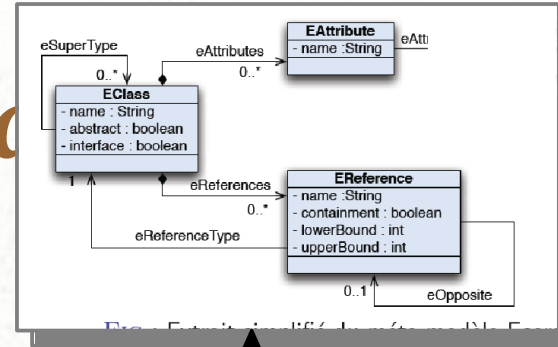 EAttribute
- name :String
eSuperType
eAttributes
0..*
0..*
EClass
- name : String
- abstract : boolean
- interface : boolean
1
eReferences
0..*
EReference
- name :String
- containment : boolean
- lowerBound : int
- upperBound : int
eReferenceType
0..1
eOpposite